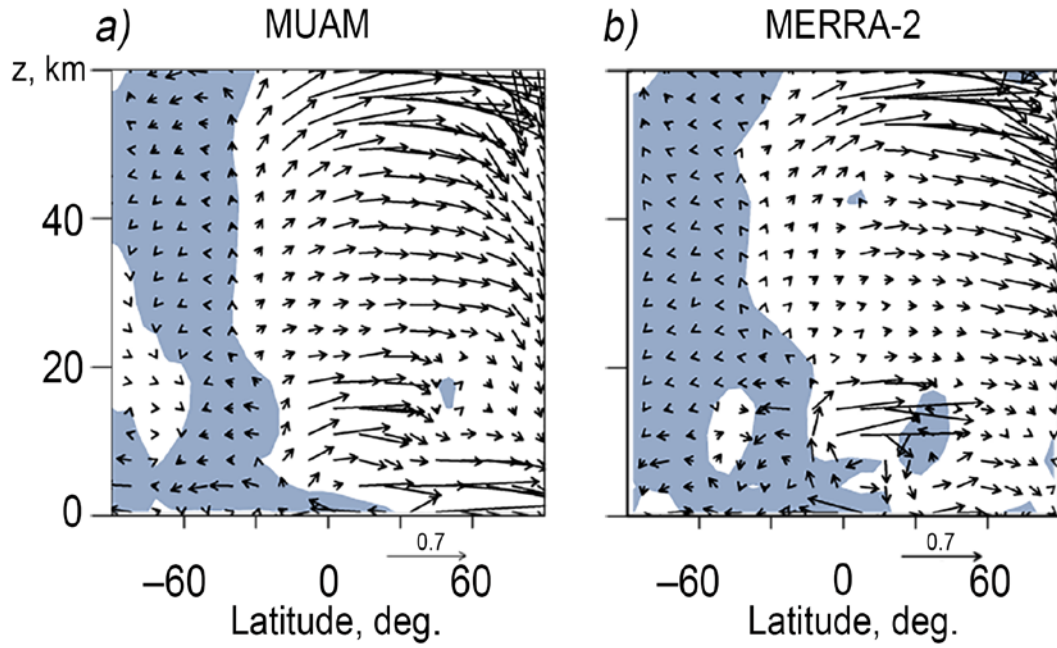 a) MUAM b) MERRA-2
z, km
40
20
0
0.7 0.7
–60 0 60 –60 0 60
Latitude, deg. Latitude, deg.